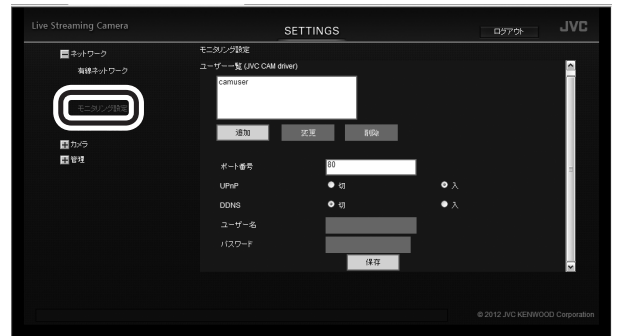 Live Streaming Camera
SETTINGS
ログアウト
JVC
ネットワーク
有線ネットワーク
モニタリング設定
カメラ
管理
モニタリング設定
ユーザー一覧 (JVC CAM driver)
camuser
追加 変更 削除
ポート番号 80
UPnP 切 入
DDNS 切 入
ユーザー名
パスワード
保存
© 2012 JVC KENWOOD Corporation